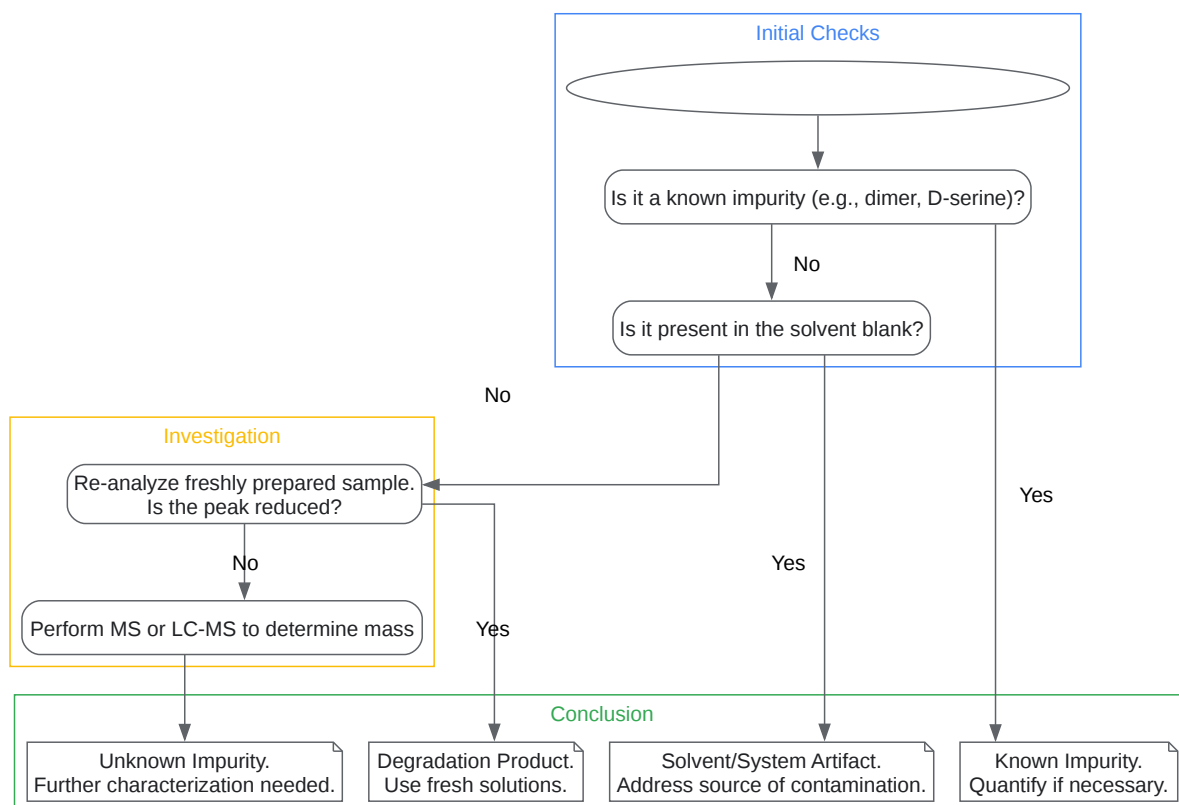 Initial Checks
Is it a known impurity (e.g., dimer, D-serine)?
No
Is it present in the solvent blank?
No
Investigation
Re-analyze freshly prepared sample.
Is the peak reduced?
Yes
No
Yes
Perform MS or LC-MS to determine mass
Yes
Conclusion
Unknown Impurity.
Further characterization needed.
Degradation Product.
Use fresh solutions.
Solvent/System Artifact.
Address source of contamination.
Known Impurity.
Quantify if necessary.